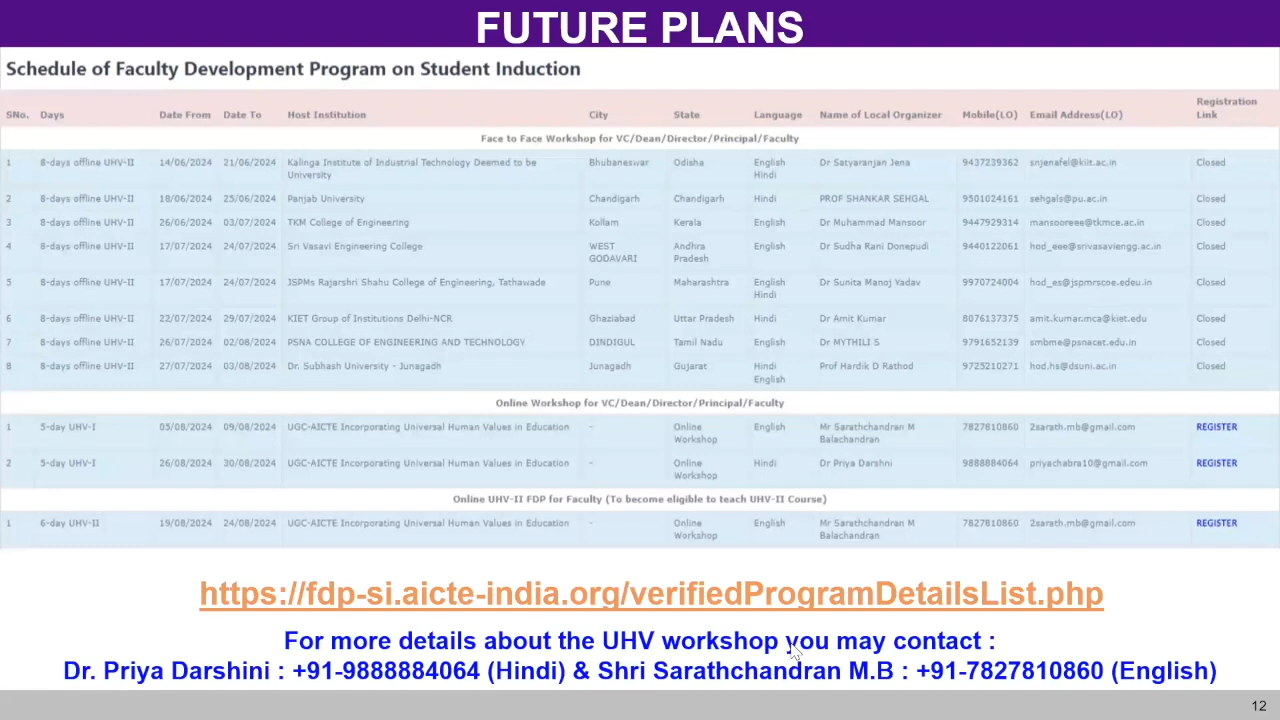 FUTURE PLANS
Schedule of Faculty Development Program on Student Induction
SNo. Days Date From Date To Host Institution City State Language Name of Local Organizer Mobile(LO) Email Address(LO) Registration Link
Face to Face Workshop for VC/Dean/Director/Principal/Faculty
1 8-days offline UHV-II 14/06/2024 21/06/2024 Kalinga Institute of Industrial Technology Deemed to be University Bhubaneswar Odisha English Hindi Dr Satyaranjan Jena 9437239362 snjenafel@kiit.ac.in Closed
2 8-days offline UHV-II 18/06/2024 25/06/2024 Panjab University Chandigarh Chandigarh Hindi PROF SHANKAR SEHGAL 9501024161 sehgals@pu.ac.in Closed
3 8-days offline UHV-II 26/06/2024 03/07/2024 TKM College of Engineering Kollam Kerala English Dr Muhammad Mansoor 9447929314 mansooreee@tkmce.ac.in Closed
4 8-days offline UHV-II 17/07/2024 24/07/2024 Sri Vasavi Engineering College WEST GODAVARI Andhra Pradesh English Dr Sudha Rani Donepudi 9440122061 hod_eee@srivasaviengg.ac.in Closed
5 8-days offline UHV-II 17/07/2024 24/07/2024 JSPMs Rajarshri Shahu College of Engineering, Tathawade Pune Maharashtra English Hindi Dr Sunita Manoj Yadav 9970724004 hod_es@jspmrscoe.edeu.in Closed
6 8-days offline UHV-II 22/07/2024 29/07/2024 KIET Group of Institutions Delhi-NCR Ghaziabad Uttar Pradesh Hindi Dr Amit Kumar 8076137375 amit.kumar.mca@kiet.edu Closed
7 8-days offline UHV-II 26/07/2024 02/08/2024 PSNA COLLEGE OF ENGINEERING AND TECHNOLOGY DINDIGUL Tamil Nadu English Dr MYTHILI S 9791652139 smbme@psnacet.edu.in Closed
8 8-days offline UHV-II 27/07/2024 03/08/2024 Dr. Subhash University - Junagadh Junagadh Gujarat Hindi English Prof Hardik D Rathod 9725210271 hod.hs@dsuni.ac.in Closed
Online Workshop for VC/Dean/Director/Principal/Faculty
1 5-day UHV-I 05/08/2024 09/08/2024 UGC-AICTE Incorporating Universal Human Values in Education - Online Workshop English Mr Sarathchandran M Balachandran 7827810860 2sarath.mb@gmail.com REGISTER
2 5-day UHV-I 26/08/2024 30/08/2024 UGC-AICTE Incorporating Universal Human Values in Education - Online Workshop Hindi Dr Priya Darshni 9888884064 priyachabra10@gmail.com REGISTER
Online UHV-II FDP for Faculty (To become eligible to teach UHV-II Course)
1 6-day UHV-II 19/08/2024 24/08/2024 UGC-AICTE Incorporating Universal Human Values in Education - Online Workshop English Mr Sarathchandran M Balachandran 7827810860 2sarath.mb@gmail.com REGISTER
https://fdp-si.aicte-india.org/verifiedProgramDetailsList.php
For more details about the UHV workshop you may contact :
Dr. Priya Darshini : +91-9888884064 (Hindi) & Shri Sarathchandran M.B : +91-7827810860 (English)
12